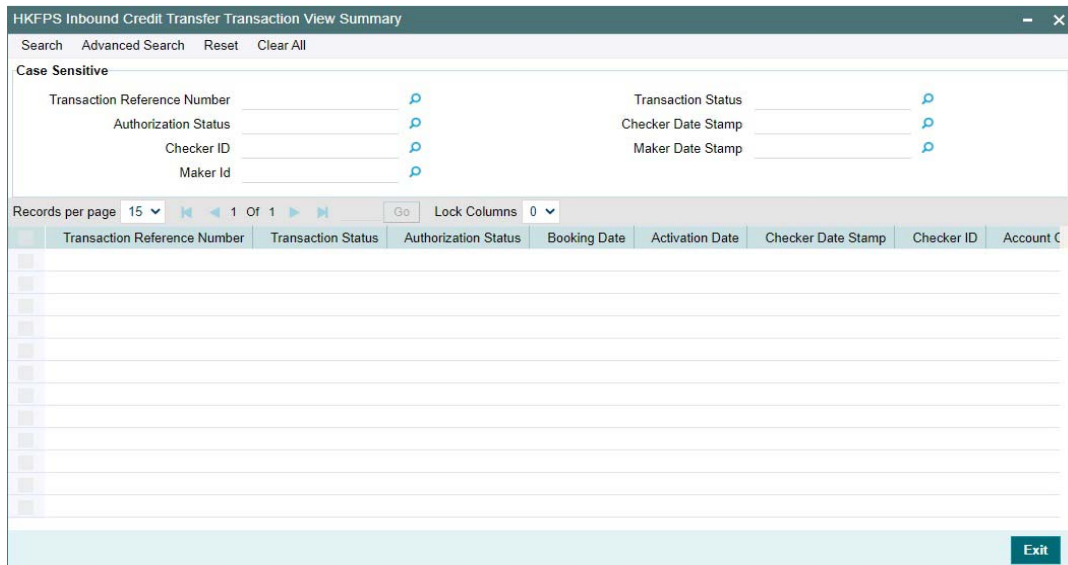 HKFPS Inbound Credit Transfer Transaction View Summary
Search Advanced Search Reset Clear All
Case Sensitive
Transaction Reference Number Transaction Status
Authorization Status Checker Date Stamp
Checker ID Maker Date Stamp
Maker Id
Records per page 15 1 Of 1 Go Lock Columns 0
Transaction Reference Number Transaction Status Authorization Status Booking Date Activation Date Checker Date Stamp Checker ID Account
Exit